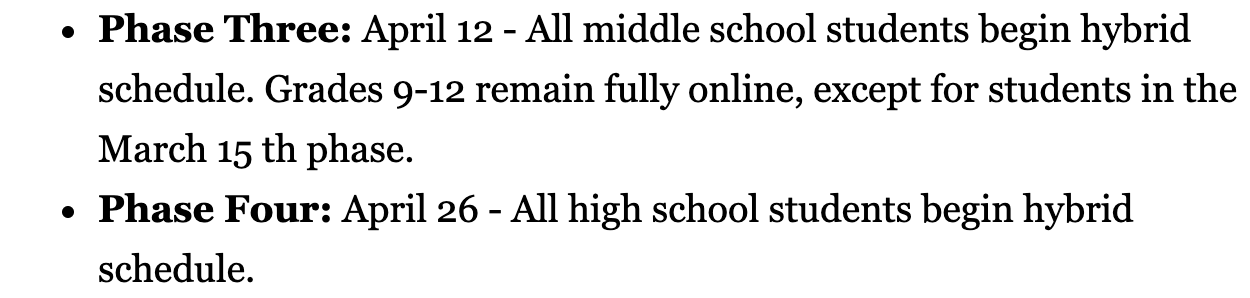 • Phase Three: April 12 - All middle school students begin hybrid
schedule. Grades 9-12 remain fully online, except for students in the
March 15 th phase.
• Phase Four: April 26 - All high school students begin hybrid
schedule.